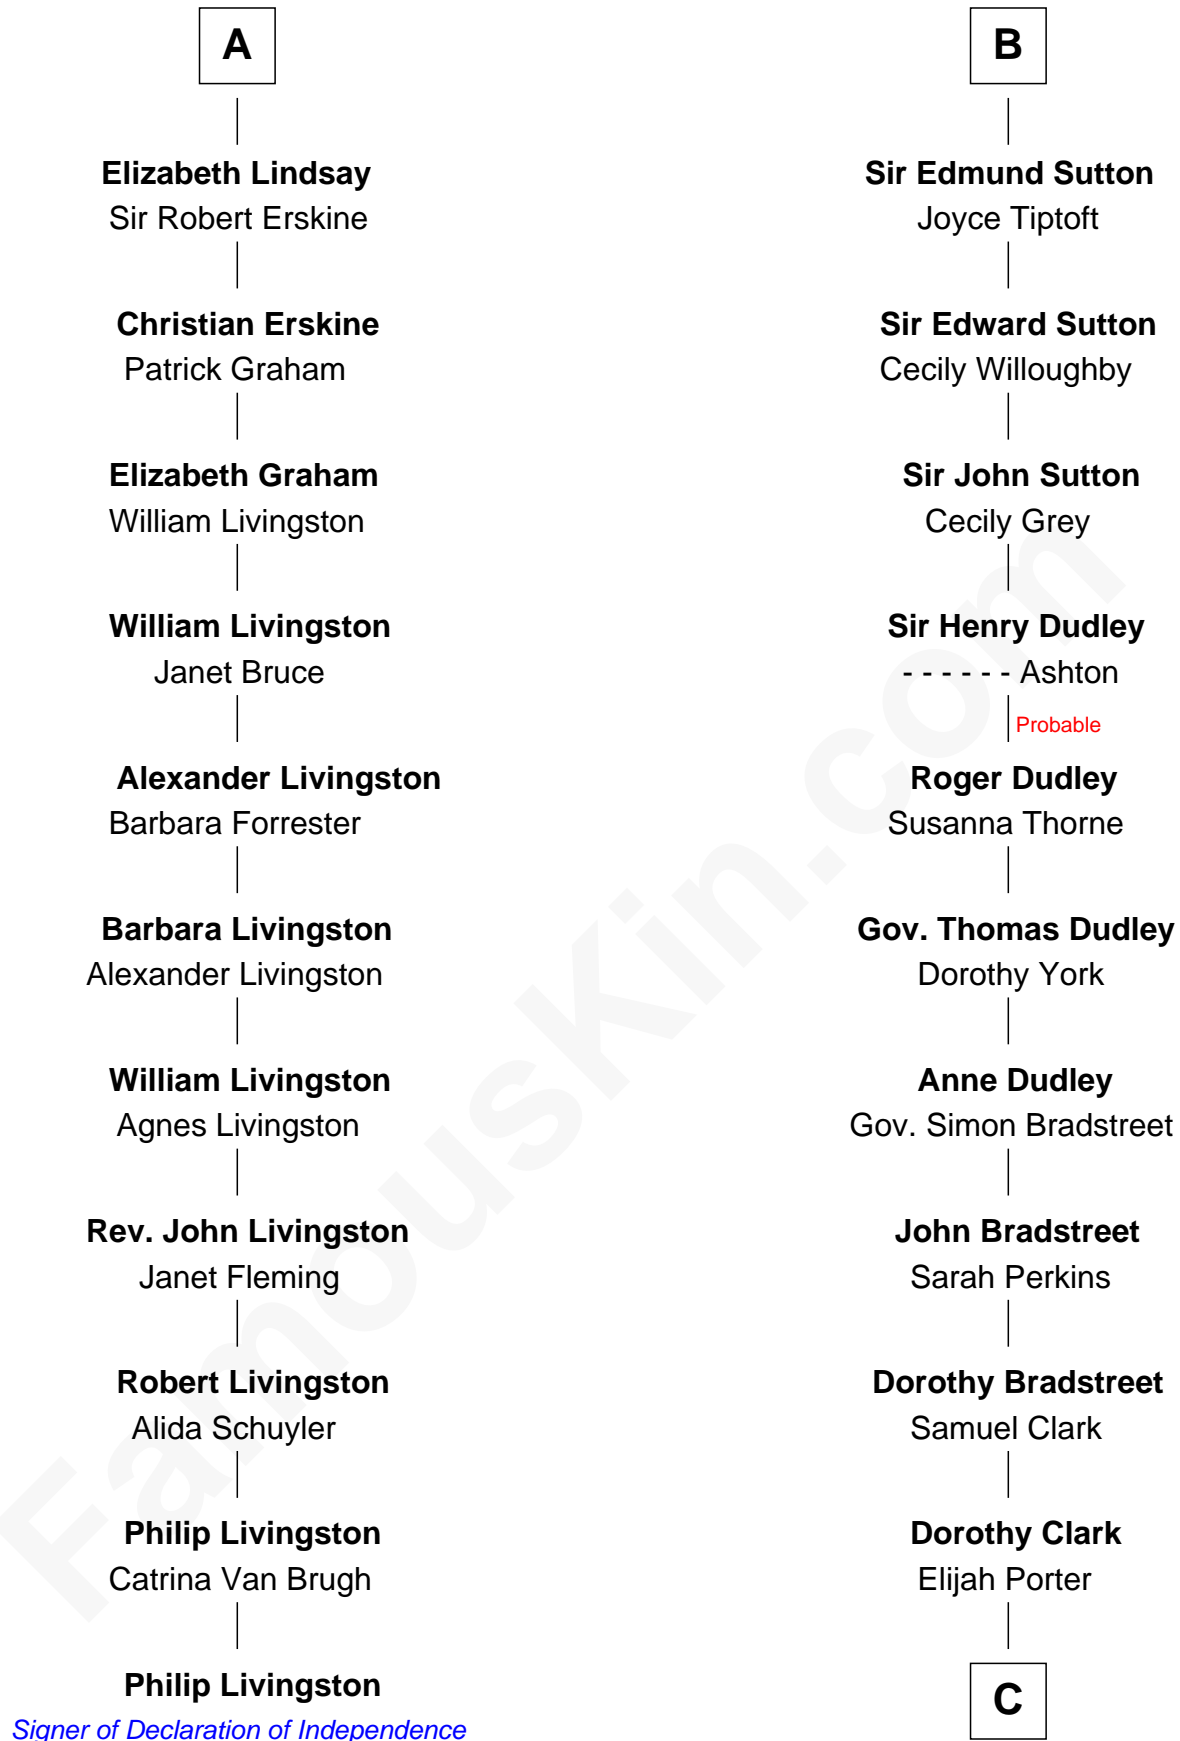 A
Elizabeth Lindsay
Sir Robert Erskine
Christian Erskine
Patrick Graham
Elizabeth Graham
William Livingston
William Livingston
Janet Bruce
Alexander Livingston
Barbara Forrester
Barbara Livingston
Alexander Livingston
William Livingston
Agnes Livingston
Rev. John Livingston
Janet Fleming
Robert Livingston
Alida Schuyler
Philip Livingston
Catrina Van Brugh
Philip Livingston
Signer of Declaration of Independence
B
Sir Edmund Sutton
Joyce Tiptoft
Sir Edward Sutton
Cecily Willoughby
Sir John Sutton
Cecily Grey
Sir Henry Dudley
- - - - - - Ashton
Probable
Roger Dudley
Susanna Thorne
Gov. Thomas Dudley
Dorothy York
Anne Dudley
Gov. Simon Bradstreet
John Bradstreet
Sarah Perkins
Dorothy Bradstreet
Samuel Clark
Dorothy Clark
Elijah Porter
C
FamousKin.com